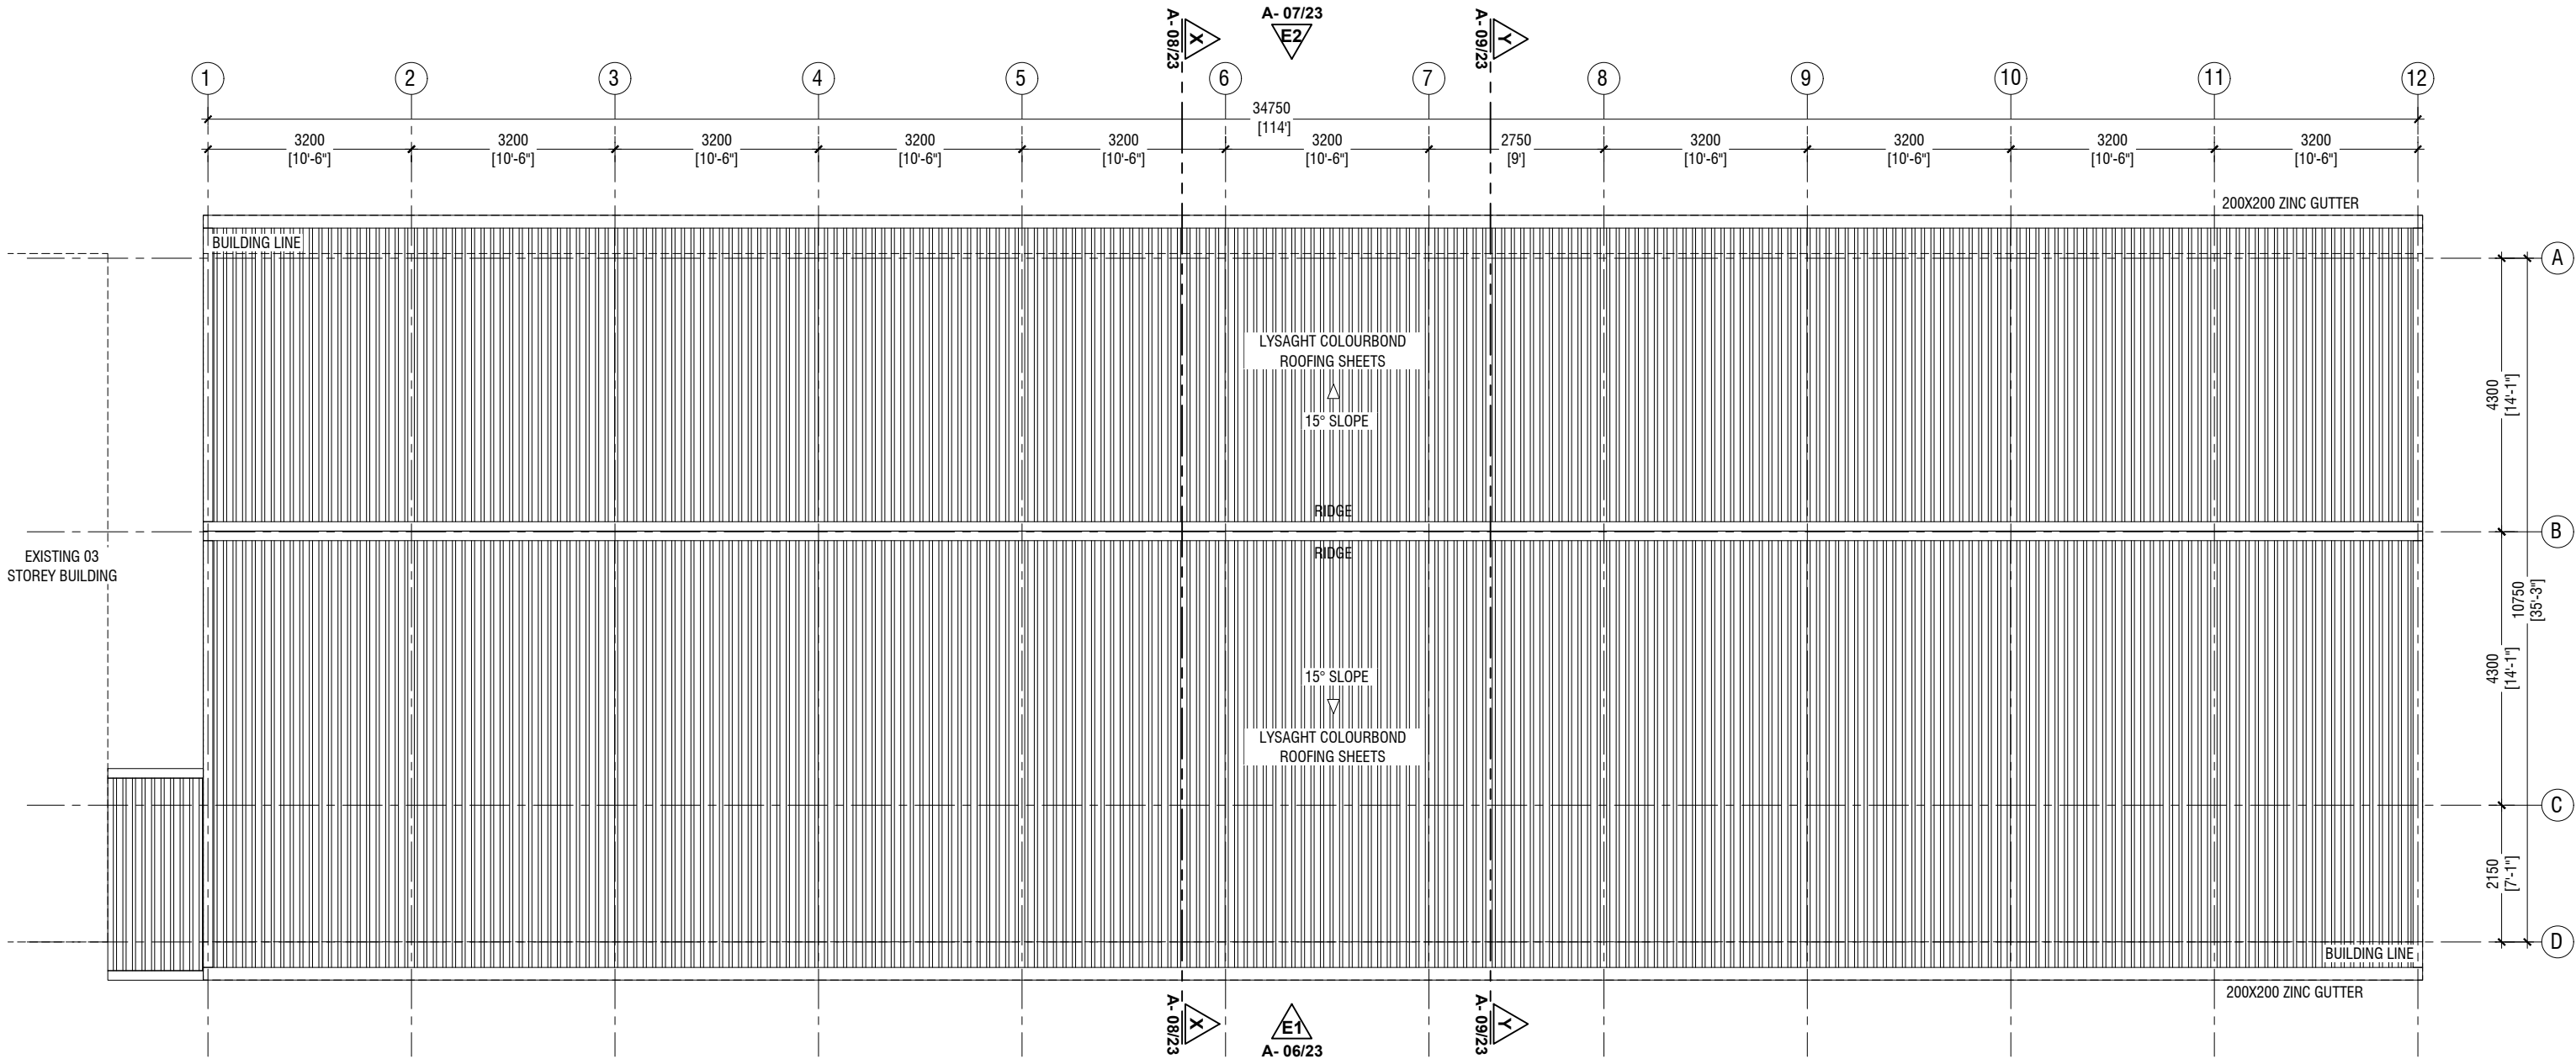 A- 07/23
E2
A- 08/23
X
A- 09/23
Y
1
2
3
4
5
6
7
8
9
10
11
12
34750
[114']
3200
[10'-6"]
3200
[10'-6"]
3200
[10'-6"]
3200
[10'-6"]
3200
[10'-6"]
3200
[10'-6"]
2750
[9']
3200
[10'-6"]
3200
[10'-6"]
3200
[10'-6"]
3200
[10'-6"]
200X200 ZINC GUTTER
BUILDING LINE
A
LYSAGHT COLOURBOND
ROOFING SHEETS
15° SLOPE
4300
[14'-1"]
RIDGE
B
RIDGE
EXISTING 03
STOREY BUILDING
10750
[35'-3"]
4300
[14'-1"]
15° SLOPE
LYSAGHT COLOURBOND
ROOFING SHEETS
C
2150
[7'-1"]
D
BUILDING LINE
200X200 ZINC GUTTER
A- 08/23
X
E1
A- 06/23
A- 09/23
Y